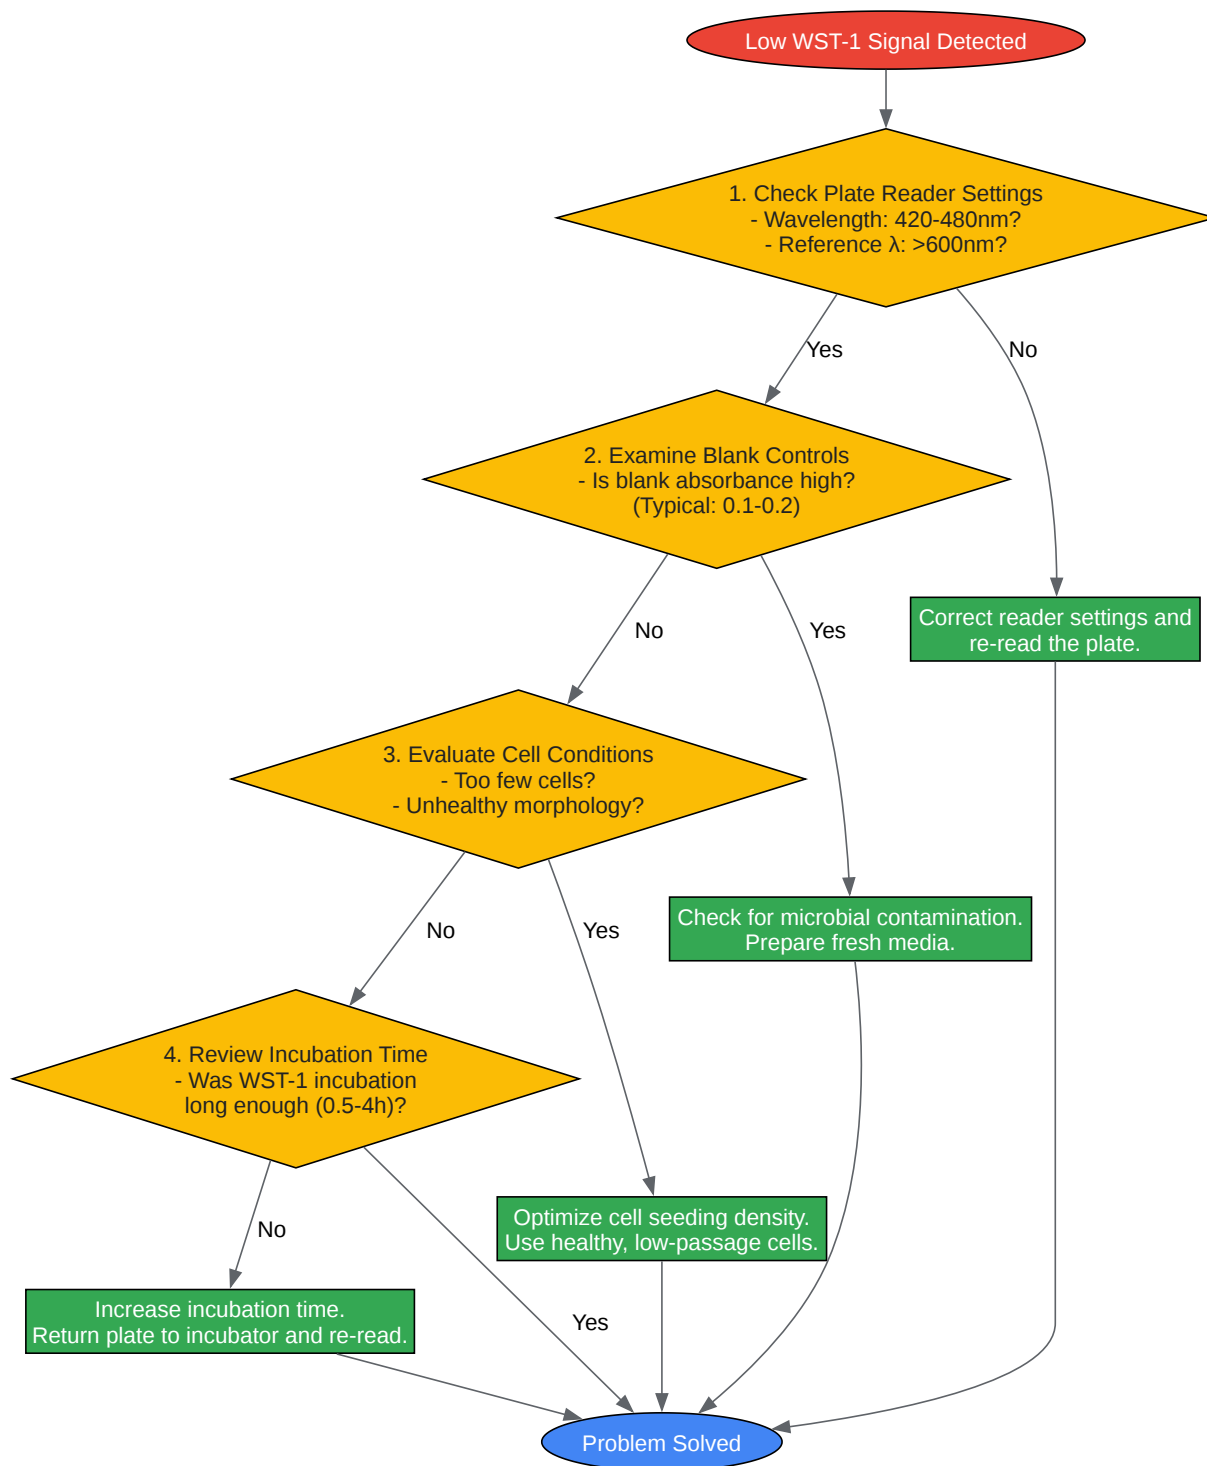 Low WST-1 Signal Detected
1. Check Plate Reader Settings
- Wavelength: 420-480nm?
- Reference λ: >600nm?
Yes
No
2. Examine Blank Controls
- Is blank absorbance high?
(Typical: 0.1-0.2)
No
Yes
Correct reader settings and
re-read the plate.
3. Evaluate Cell Conditions
- Too few cells?
- Unhealthy morphology?
No
Yes
Check for microbial contamination.
Prepare fresh media.
4. Review Incubation Time
- Was WST-1 incubation
long enough (0.5-4h)?
No
Yes
Optimize cell seeding density.
Use healthy, low-passage cells.
Increase incubation time.
Return plate to incubator and re-read.
Problem Solved